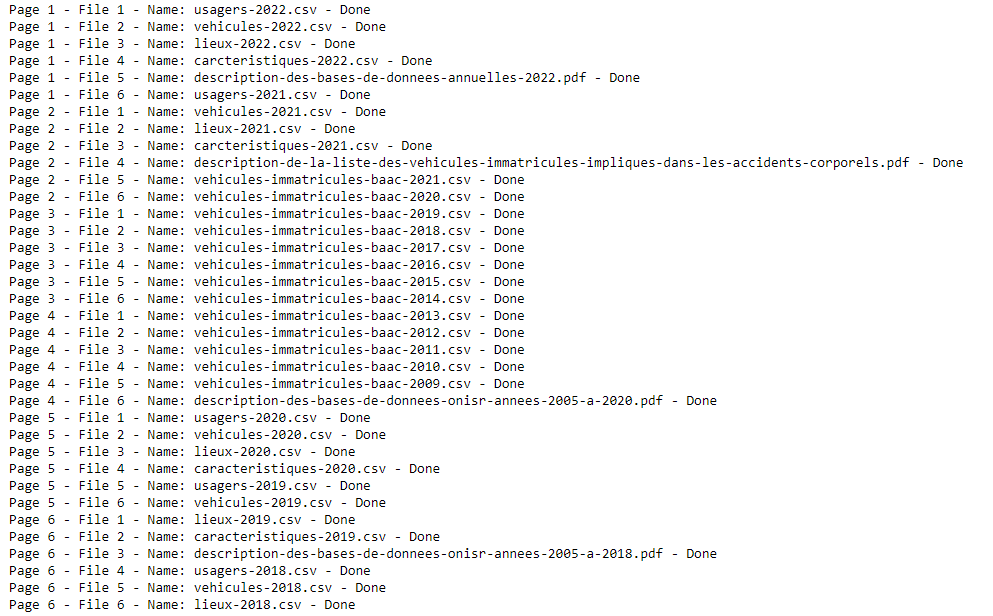 Page 1 - File 1 - Name: usagers-2022.csv - Done
Page 1 - File 2 - Name: vehicules-2022.csv - Done
Page 1 - File 3 - Name: lieux-2022.csv - Done
Page 1 - File 4 - Name: carcteristiques-2022.csv - Done
Page 1 - File 5 - Name: description-des-bases-de-donnees-annuelles-2022.pdf - Done
Page 1 - File 6 - Name: usagers-2021.csv - Done
Page 2 - File 1 - Name: vehicules-2021.csv - Done
Page 2 - File 2 - Name: lieux-2021.csv - Done
Page 2 - File 3 - Name: carcteristiques-2021.csv - Done
Page 2 - File 4 - Name: description-de-la-liste-des-vehicules-immatricules-impliques-dans-les-accidents-corporels.pdf - Done
Page 2 - File 5 - Name: vehicules-immatricules-baac-2021.csv - Done
Page 2 - File 6 - Name: vehicules-immatricules-baac-2020.csv - Done
Page 3 - File 1 - Name: vehicules-immatricules-baac-2019.csv - Done
Page 3 - File 2 - Name: vehicules-immatricules-baac-2018.csv - Done
Page 3 - File 3 - Name: vehicules-immatricules-baac-2017.csv - Done
Page 3 - File 4 - Name: vehicules-immatricules-baac-2016.csv - Done
Page 3 - File 5 - Name: vehicules-immatricules-baac-2015.csv - Done
Page 3 - File 6 - Name: vehicules-immatricules-baac-2014.csv - Done
Page 4 - File 1 - Name: vehicules-immatricules-baac-2013.csv - Done
Page 4 - File 2 - Name: vehicules-immatricules-baac-2012.csv - Done
Page 4 - File 3 - Name: vehicules-immatricules-baac-2011.csv - Done
Page 4 - File 4 - Name: vehicules-immatricules-baac-2010.csv - Done
Page 4 - File 5 - Name: vehicules-immatricules-baac-2009.csv - Done
Page 4 - File 6 - Name: description-des-bases-de-donnees-onisr-annees-2005-a-2020.pdf - Done
Page 5 - File 1 - Name: usagers-2020.csv - Done
Page 5 - File 2 - Name: vehicules-2020.csv - Done
Page 5 - File 3 - Name: lieux-2020.csv - Done
Page 5 - File 4 - Name: caracteristiques-2020.csv - Done
Page 5 - File 5 - Name: usagers-2019.csv - Done
Page 5 - File 6 - Name: vehicules-2019.csv - Done
Page 6 - File 1 - Name: lieux-2019.csv - Done
Page 6 - File 2 - Name: caracteristiques-2019.csv - Done
Page 6 - File 3 - Name: description-des-bases-de-donnees-onisr-annees-2005-a-2018.pdf - Done
Page 6 - File 4 - Name: usagers-2018.csv - Done
Page 6 - File 5 - Name: vehicules-2018.csv - Done
Page 6 - File 6 - Name: lieux-2018.csv - Done